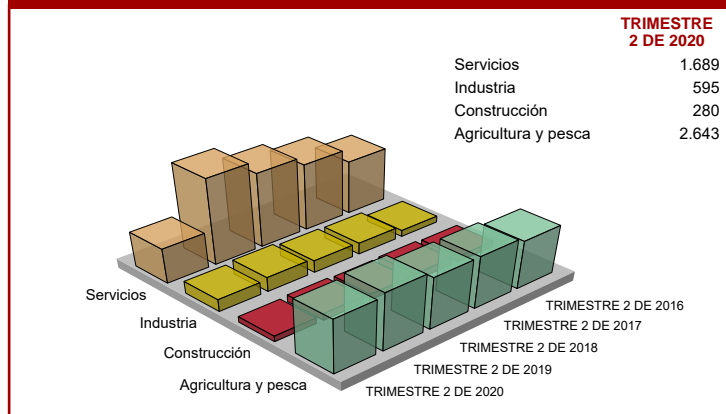 TRIMESTRE
2 DE 2020
Servicios 1.689
Industria 595
Construcción 280
Agricultura y pesca 2.643
Servicios
Industria
Construcción
Agricultura y pesca
TRIMESTRE 2 DE 2016
TRIMESTRE 2 DE 2017
TRIMESTRE 2 DE 2018
TRIMESTRE 2 DE 2019
TRIMESTRE 2 DE 2020